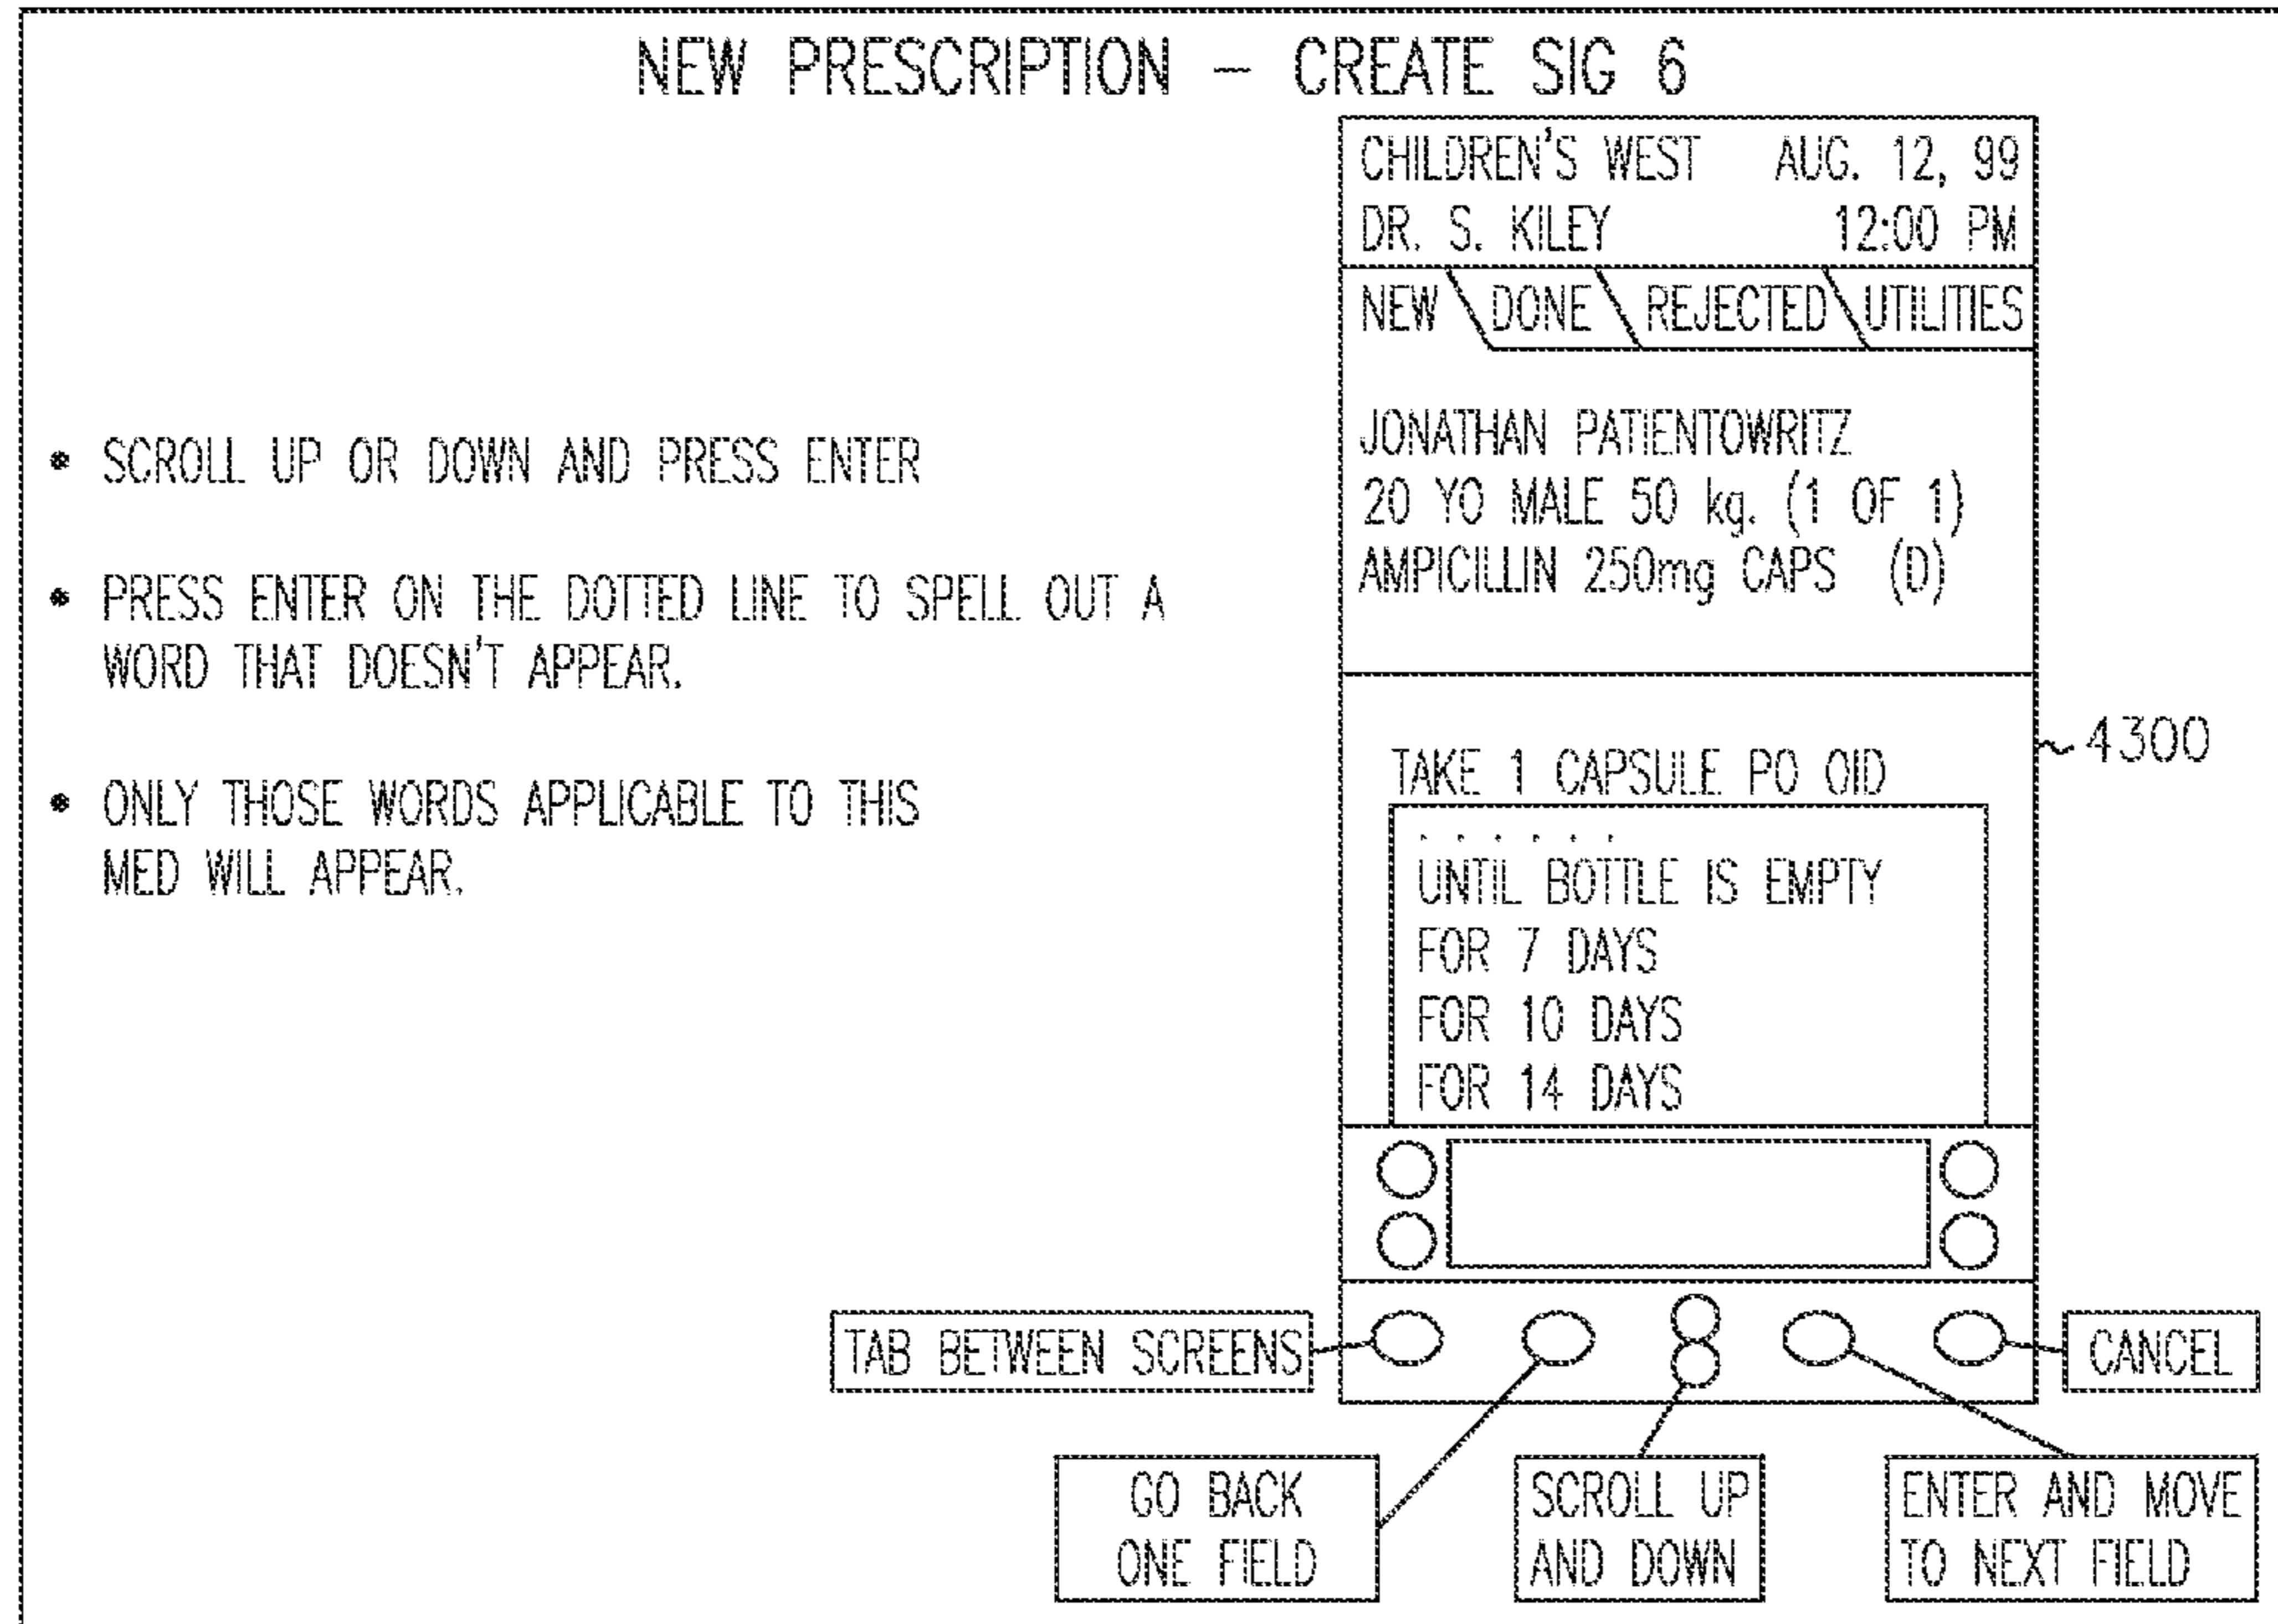 NEW PRESCRIPTION – CREATE SIG 6
CHILDREN'S WEST AUG. 12, 99
DR. S. KILEY 12:00 PM
NEW DONE REJECTED UTILITIES
JONATHAN PATIENTOWRITZ
20 YO MALE 50 kg. (1 OF 1)
AMPICILLIN 250mg CAPS (D)
• SCROLL UP OR DOWN AND PRESS ENTER
• PRESS ENTER ON THE DOTTED LINE TO SPELL OUT A
WORD THAT DOESN'T APPEAR.
• ONLY THOSE WORDS APPLICABLE TO THIS
MED WILL APPEAR.
4300
TAKE 1 CAPSULE PO OID
. . . . . .
UNTIL BOTTLE IS EMPTY
FOR 7 DAYS
FOR 10 DAYS
FOR 14 DAYS
TAB BETWEEN SCREENS
CANCEL
GO BACK
ONE FIELD
SCROLL UP
AND DOWN
ENTER AND MOVE
TO NEXT FIELD